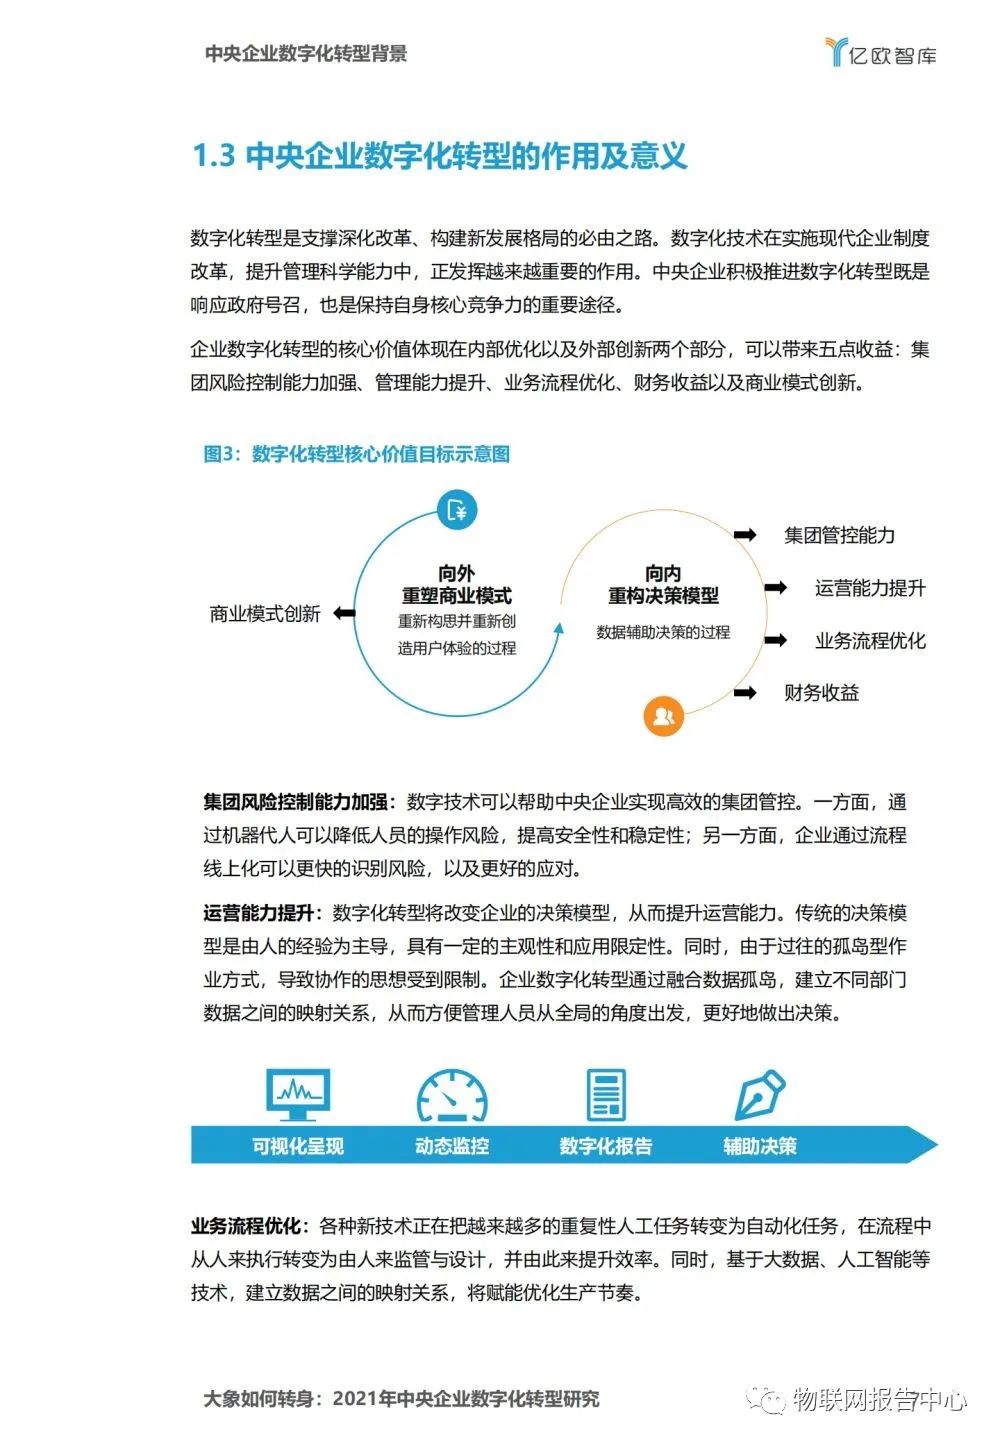 中央企业数字化转型背景
亿欧智库
1.3 中央企业数字化转型的作用及意义
数字化转型是支撑深化改革、构建新发展格局的必由之路。数字化技术在实施现代企业制度
改革，提升管理科学能力中，正发挥越来越重要的作用。中央企业积极推进数字化转型既是
响应政府号召，也是保持自身核心竞争力的重要途径。
企业数字化转型的核心价值体现在内部优化以及外部创新两个部分，可以带来五点收益：集
团风险控制能力加强、管理能力提升、业务流程优化、财务收益以及商业模式创新。
图3：数字化转型核心价值目标示意图
商业模式创新
向外
重塑商业模式
重新构思并重新创
造用户体验的过程
向内
重构决策模型
数据辅助决策的过程
集团管控能力
运营能力提升
业务流程优化
财务收益
集团风险控制能力加强：数字技术可以帮助中央企业实现高效的集团管控。一方面，通
过机器代人可以降低人员的操作风险，提高安全性和稳定性；另一方面，企业通过流程
线上化可以更快的识别风险，以及更好的应对。
运营能力提升：数字化转型将改变企业的决策模型，从而提升运营能力。传统的决策模
型是由人的经验为主导，具有一定的主观性和应用限定性。同时，由于过往的孤岛型作
业方式，导致协作的思想受到限制。企业数字化转型通过融合数据孤岛，建立不同部门
数据之间的映射关系，从而方便管理人员从全局的角度出发，更好地做出决策。
可视化呈现 动态监控 数字化报告 辅助决策
业务流程优化：各种新技术正在把越来越多的重复性人工任务转变为自动化任务，在流程中
从人来执行转变为由人来监管与设计，并由此来提升效率。同时，基于大数据、人工智能等
技术，建立数据之间的映射关系，将赋能优化生产节奏。
大象如何转身：2021年中央企业数字化转型研究
7
物联网报告中心